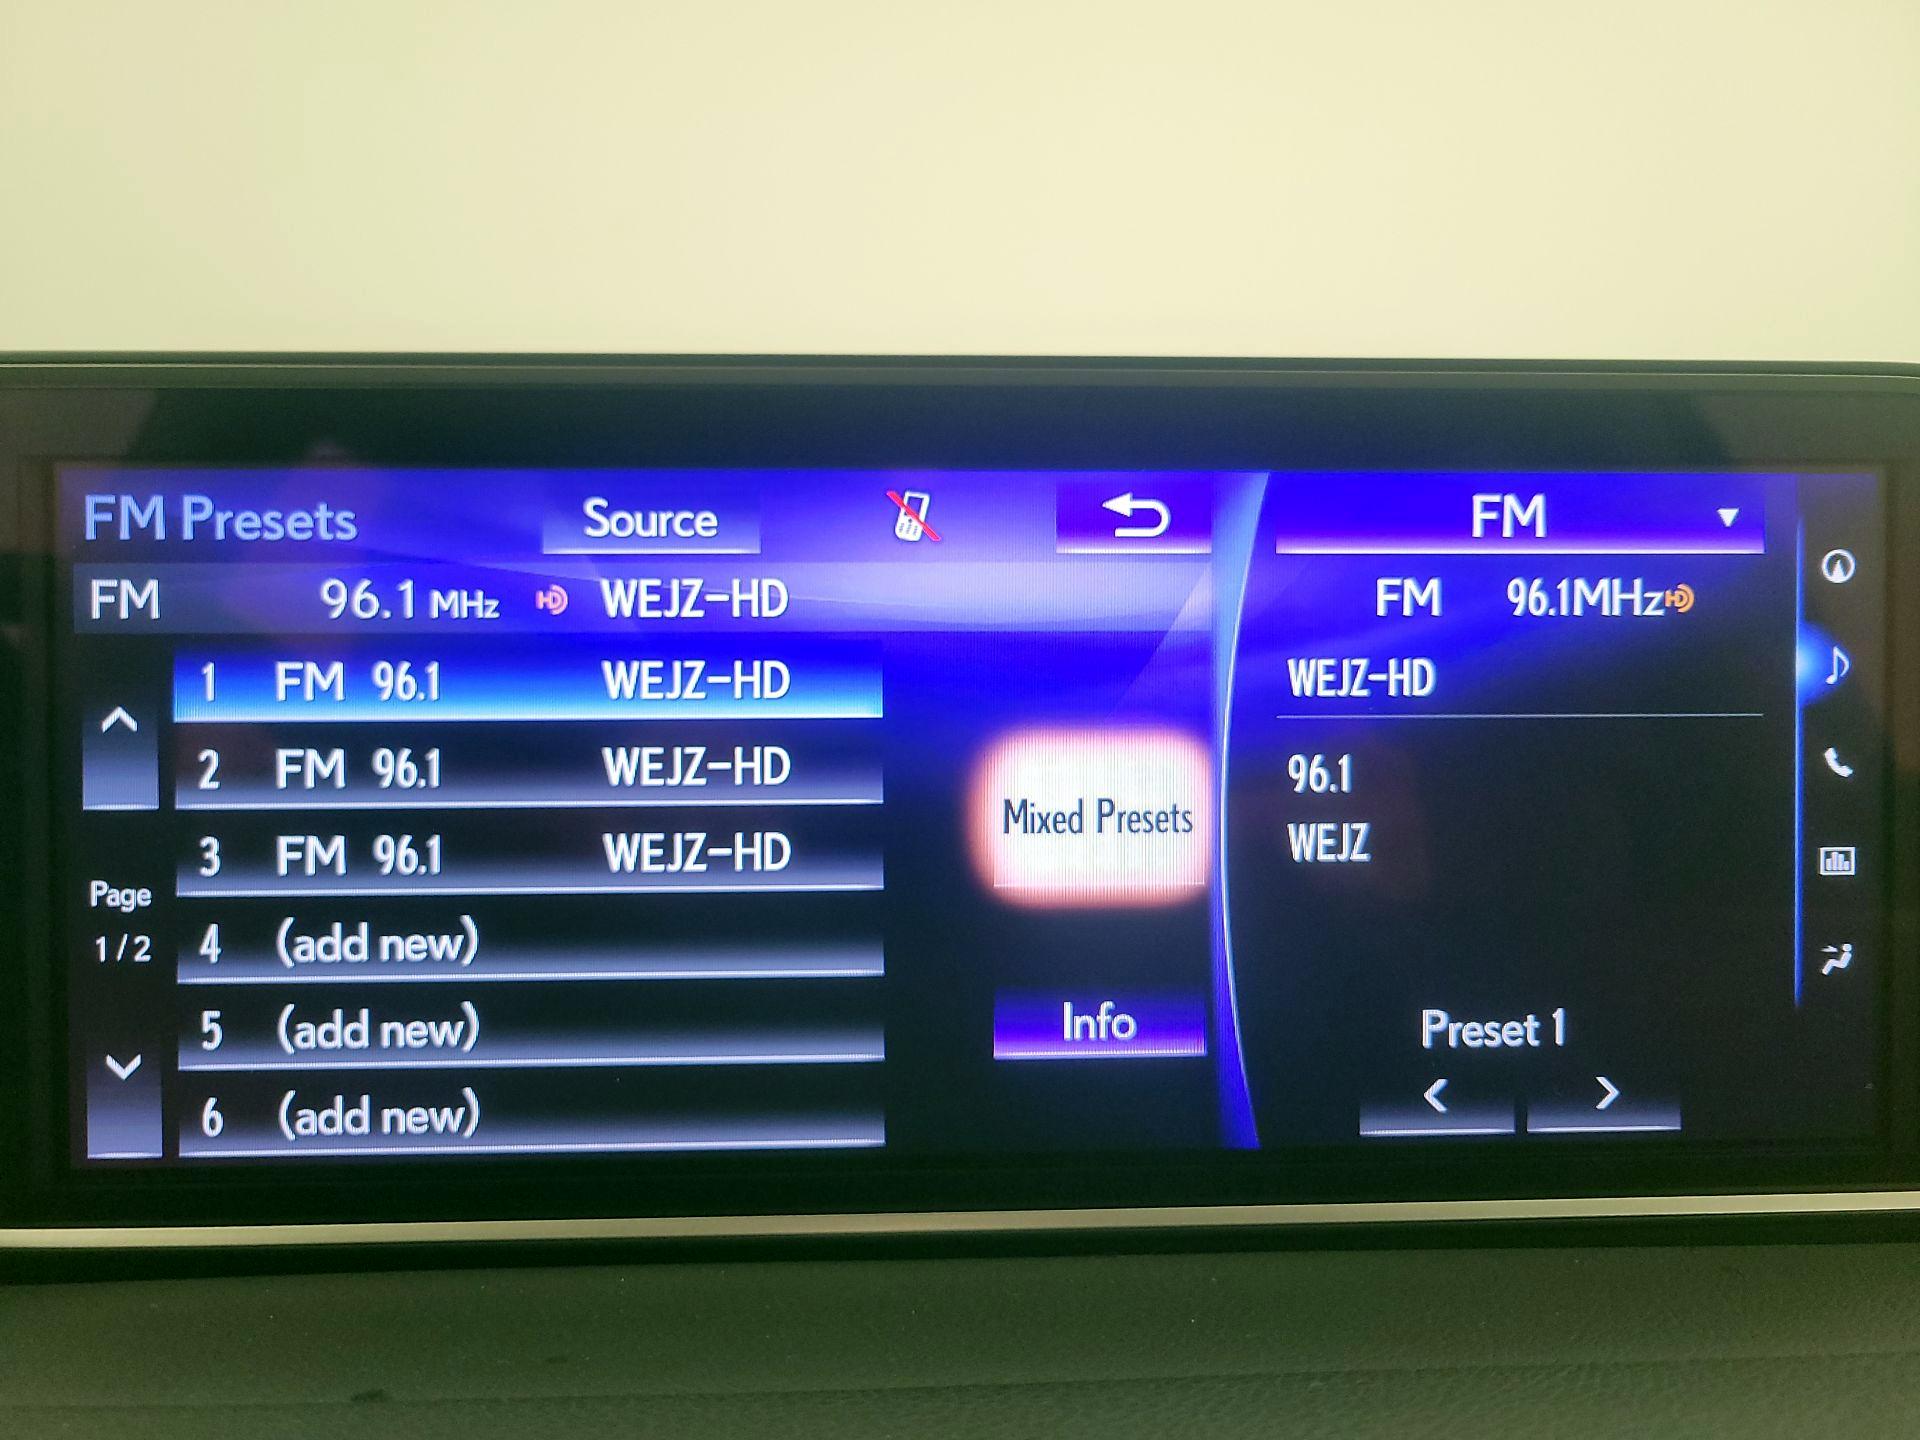 FM Presets Source FM
FM 96.1 MHz HD WEJZ-HD
FM 96.1MHz HD
1 FM 96.1 WEJZ-HD
2 FM 96.1 WEJZ-HD
3 FM 96.1 WEJZ-HD
4 (add new)
5 (add new)
6 (add new)
Page
1/2
Mixed Presets
Info
WEJZ-HD
96.1
WEJZ
Preset 1